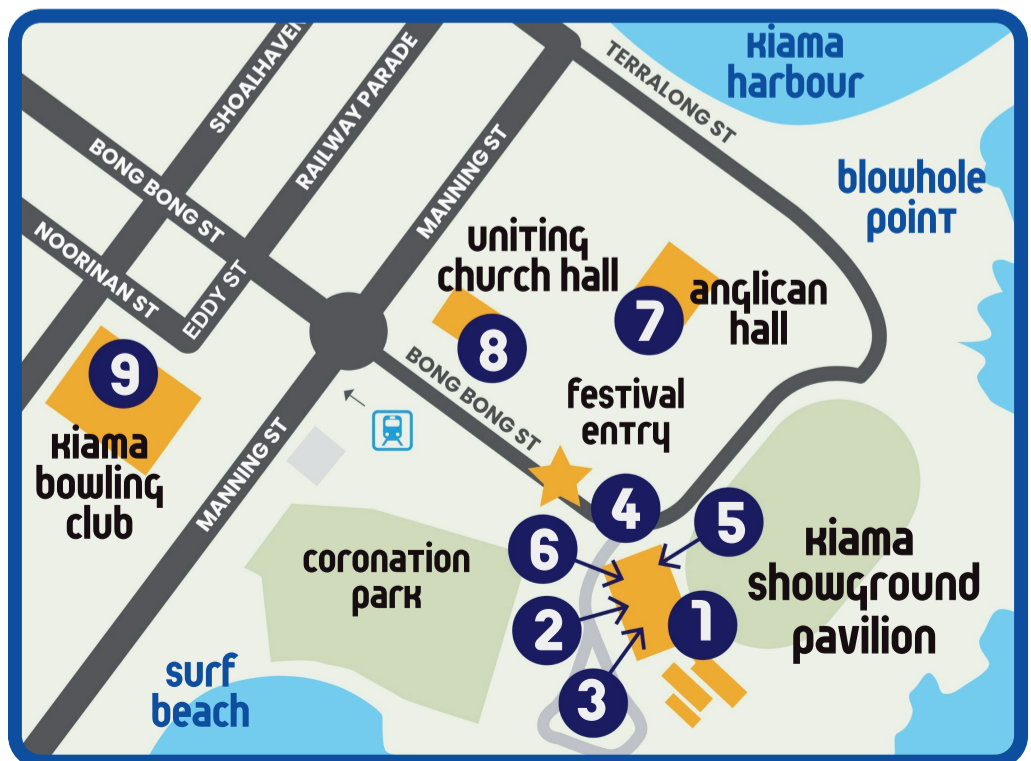 kiama
harbour
TERRALONG ST
SHOALHAVEN
RAILWAY PARADE
BONG BONG ST
MANNING ST
blowhole
point
NOORINAN ST
EDDY ST
uniting
church hall
8
7
anglican
hall
9
kiama
bowling
club
BONG BONG ST
festival
entry
MANNING ST
4
5
6
2
1
3
kiama
showground
pavilion
coronation
park
surf
beach